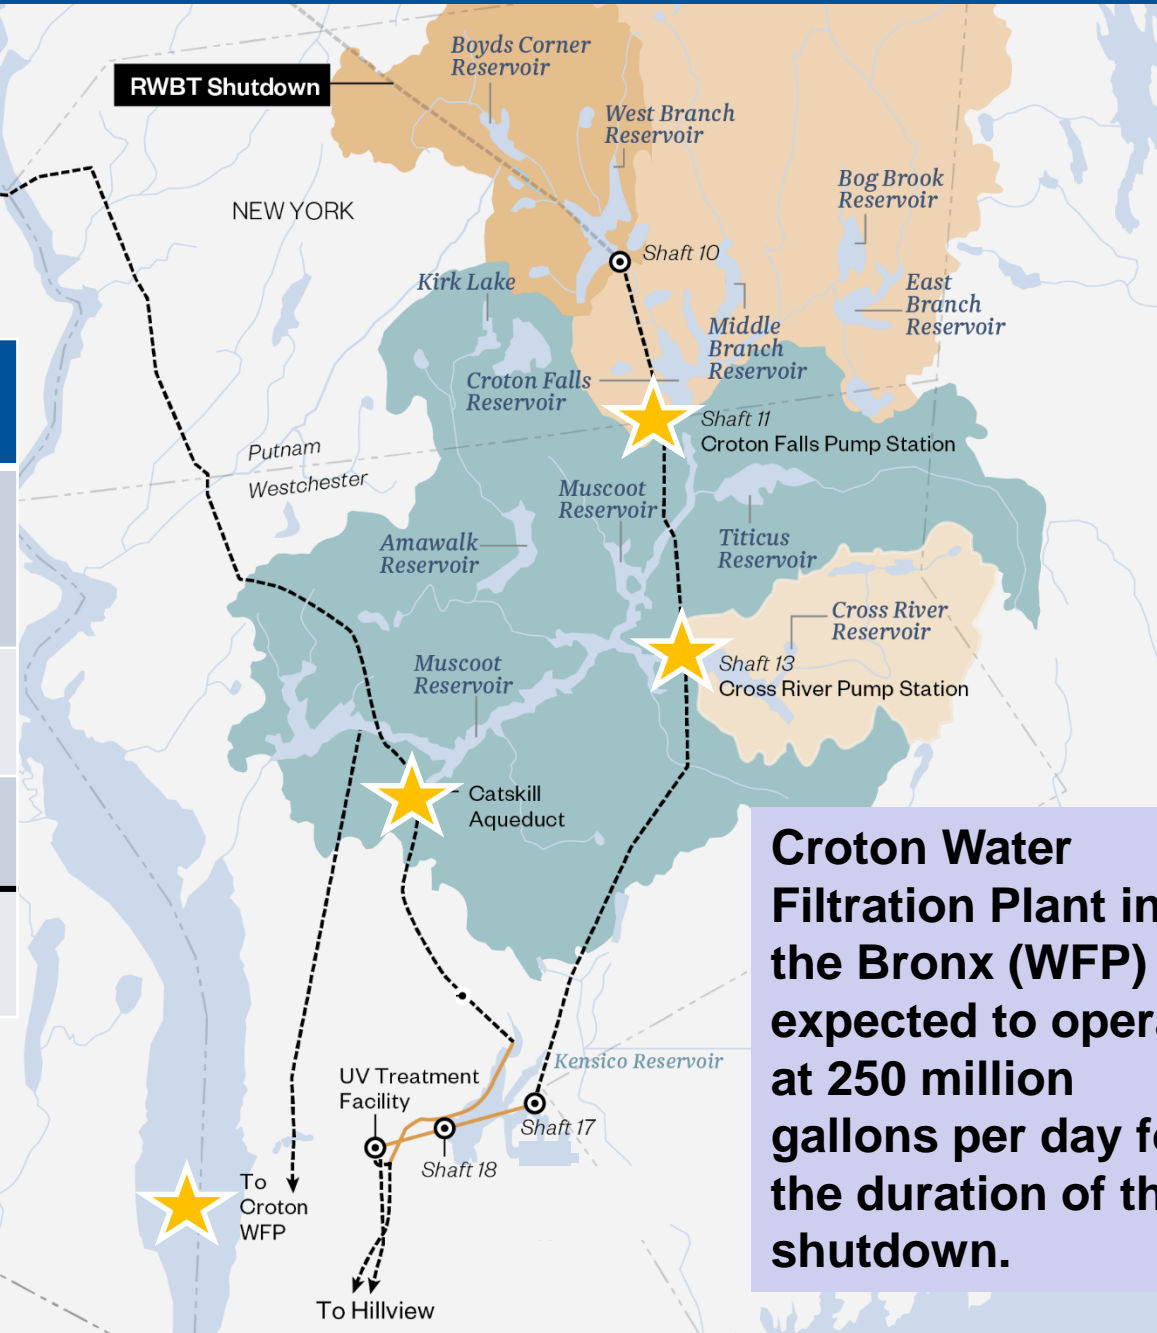 Boyds Corner
Reservoir
RWBT Shutdown
West Branch
Reservoir
Bog Brook
Reservoir
NEW YORK
Shaft 10
Kirk Lake
East
Branch
Reservoir
Middle
Branch
Reservoir
Croton Falls
Reservoir
Shaft 11
Croton Falls Pump Station
Putnam
Westchester
Muscoot
Reservoir
Titicus
Reservoir
Amawalk
Reservoir
Cross River
Reservoir
Muscoot
Reservoir
Shaft 13
Cross River Pump Station
Catskill
Aqueduct
Croton Water
Filtration Plant in
the Bronx (WFP)
expected to opera
at 250 million
gallons per day fo
the duration of th
shutdown.
Kensico Reservoir
UV Treatment
Facility
Shaft 17
Shaft 18
To
Croton
WFP
To Hillview